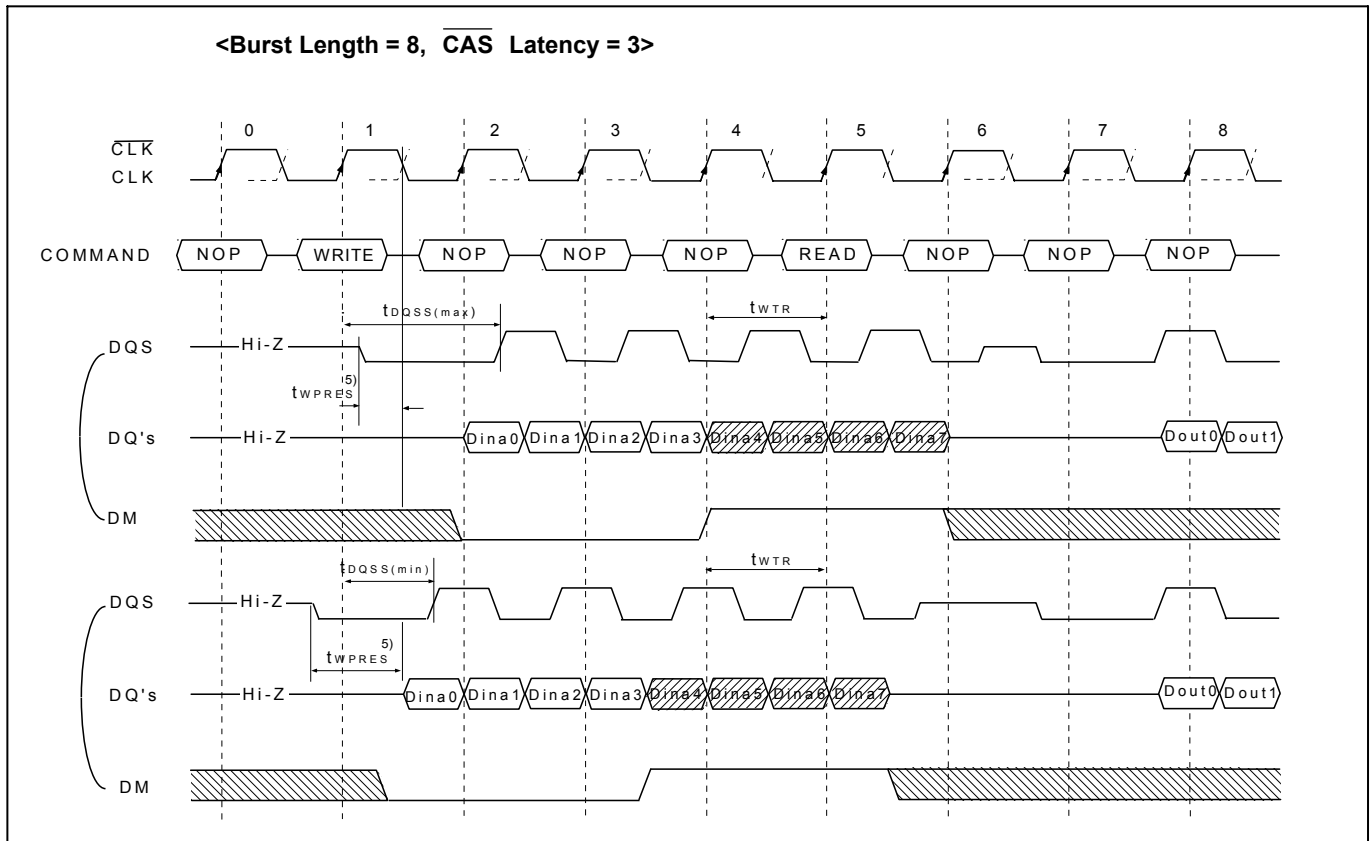 <Burst Length = 8, CAS Latency = 3>
0 1 2 3 4 5 6 7 8
CLK
CLK
COMMAND NOP WRITE NOP NOP NOP READ NOP NOP NOP
tDQSS(max) tWTR
DQS Hi-Z
tWPRES 5)
DQ's Hi-Z Dina0 Dina1 Dina2 Dina3 Dina4 Dina5 Dina6 Dina7 Dout0 Dout1
DM
tDQSS(min) tWTR
DQS Hi-Z
tWPRES 5)
DQ's Hi-Z Dina0 Dina1 Dina2 Dina3 Dina4 Dina5 Dina6 Dina7 Dout0 Dout1
DM